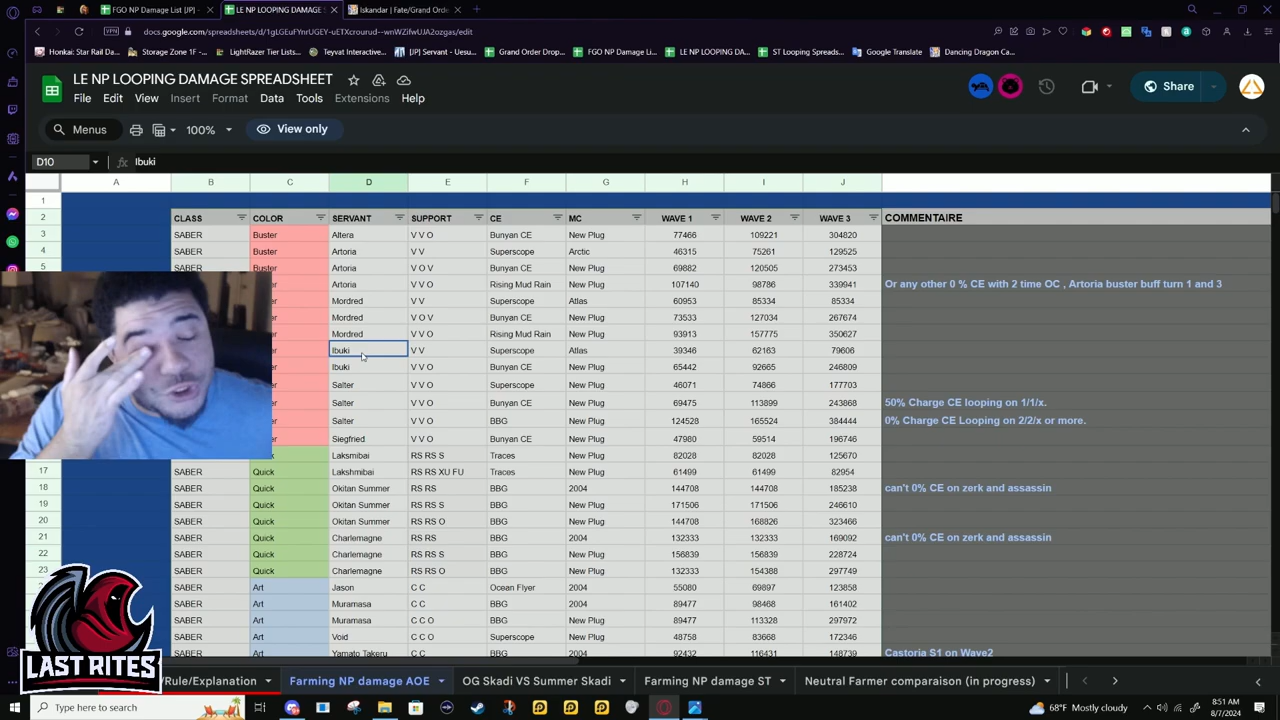 FGO NP Damage List [JP] -
LE NP LOOPING DAMAGE S
Iskandar | Fate/Grand Orde
VPN
docs.google.com/spreadsheets/d/1gLGEuFYnrUGEY-uETXcrourud--wnWZifwUJA2ozgas/edit
Honkai: Star Rail Da
Storage Zone 1F -
LightRazer Tier Lists
Teyvat Interactive
[JP] Servant - Uesu
Grand Order Drop
FGO NP Damage Li
LE NP LOOPING DA
ST Looping Spreads
Google Translate
Dancing Dragon Ca
LE NP LOOPING DAMAGE SPREADSHEET
File Edit View Insert Format Data Tools Extensions Help
Share
Menus 100% View only
D10 Ibuki
A B C D E F G H I J
1
2 CLASS COLOR SERVANT SUPPORT CE MC WAVE 1 WAVE 2 WAVE 3 COMMENTAIRE
3 SABER Buster Altera V V O Bunyan CE New Plug 77466 109221 304820
4 SABER Buster Artoria V V Superscope Arctic 46315 75261 129525
5 SABER Buster Artoria V O V Bunyan CE New Plug 69882 120505 273453
Artoria V V O Rising Mud Rain New Plug 107140 98786 339941 Or any other 0 % CE with 2 time OC , Artoria buster buff turn 1 and 3
Mordred V V Superscope Atlas 60953 85334 85334
Mordred V O V Bunyan CE New Plug 73533 127034 267674
Mordred V V O Rising Mud Rain New Plug 93913 157775 350627
Ibuki V V Superscope Atlas 39346 62163 79606
Ibuki V V O Bunyan CE New Plug 65442 92665 246809
Salter V V O Superscope New Plug 46071 74866 177703
Salter V V O Bunyan CE New Plug 69475 113899 243868 50% Charge CE looping on 1/1/x.
Salter V V O BBG New Plug 124528 165524 384444 0% Charge CE Looping on 2/2/x or more.
Siegfried V V O Bunyan CE New Plug 47980 59514 196746
Laksmibai RS RS S Traces New Plug 82028 82028 125670
17 SABER Quick Lakshmibai RS RS XU FU Traces New Plug 61499 61499 82954
18 SABER Quick Okitan Summer RS RS BBG 2004 144708 144708 185238 can't 0% CE on zerk and assassin
19 SABER Quick Okitan Summer RS RS S BBG New Plug 171506 171506 246610
20 SABER Quick Okitan Summer RS RS O BBG New Plug 144708 168826 323466
21 SABER Quick Charlemagne RS RS BBG 2004 132333 132333 169092 can't 0% CE on zerk and assassin
22 SABER Quick Charlemagne RS RS S BBG New Plug 156839 156839 228724
23 SABER Quick Charlemagne RS RS O BBG New Plug 132333 154388 297749
SABER Art Jason C C Ocean Flyer 2004 55080 69897 123858
SABER Art Muramasa C C BBG 2004 89477 98468 161402
SABER Art Muramasa C C O BBG New Plug 89477 113328 297972
SABER Art Void C C O Superscope New Plug 48758 83668 172346
SABER Art Yamato Takeru C C BBG 2004 92432 116431 148739 Castoria S1 on Wave2
LAST RITES
/Rule/Explanation Farming NP damage AOE OG Skadi VS Summer Skadi Farming NP damage ST Neutral Farmer comparaison (in progress)
Type here to search
68°F Mostly cloudy
8:51 AM
8/7/2024